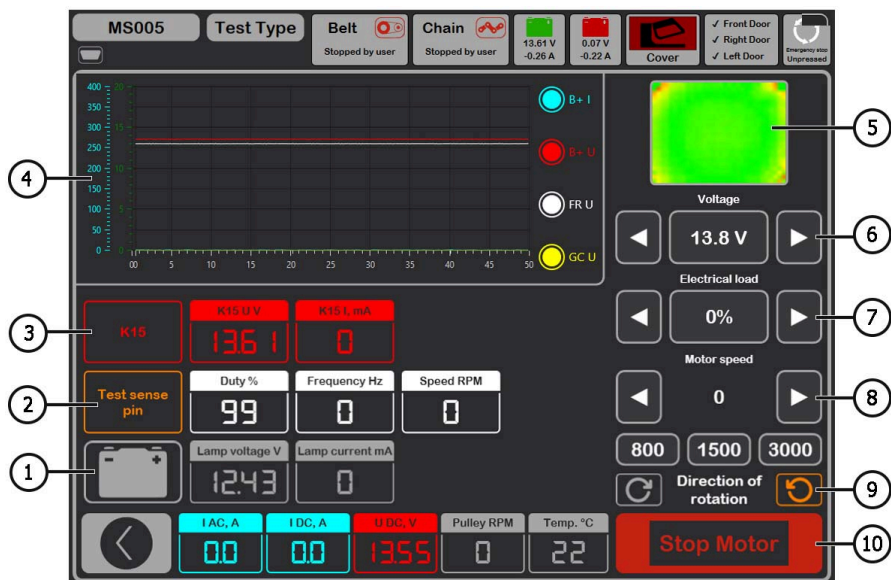 MS005
Test Type
Belt
Stopped by user
Chain
Stopped by user
13.61 V
-0.26 A
0.07 V
-0.22 A
Cover
✓ Front Door
✓ Right Door
✓ Left Door
Emergency stop
Unpressed
400 20
350
300
250
200
150
100
50
0
15
10
5
0
00 5 10 15 20 25 30 35 40 45 50
B+ I
B+ U
FR U
GC U
4
5
Voltage
13.8 V
6
Electrical load
0%
7
Motor speed
0
8
800 1500 3000
Direction of
rotation
9
Stop Motor
10
3
K15
K15 U V
13.61
K15 I, mA
0
2
Test sense
pin
Duty %
99
Frequency Hz
0
Speed RPM
0
1
Lamp voltage V
12.43
Lamp current mA
0
I AC, A
0.0
I DC, A
0.0
U DC, V
13.55
Pulley RPM
0
Temp. °C
22